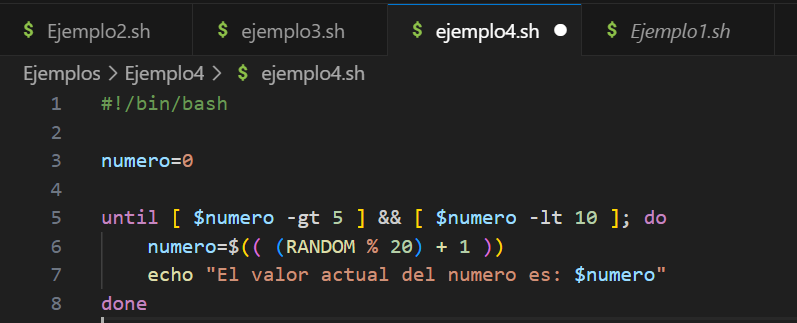 $ Ejemplo2.sh $ ejemplo3.sh $ ejemplo4.sh ● $ Ejemplo1.sh
Ejemplos > Ejemplo4 > $ ejemplo4.sh
1 #!/bin/bash
2
3 numero=0
4
5 until [ $numero -gt 5 ] && [ $numero -lt 10 ]; do
6     numero=$(( (RANDOM % 20) + 1 ))
7     echo "El valor actual del numero es: $numero"
8 done